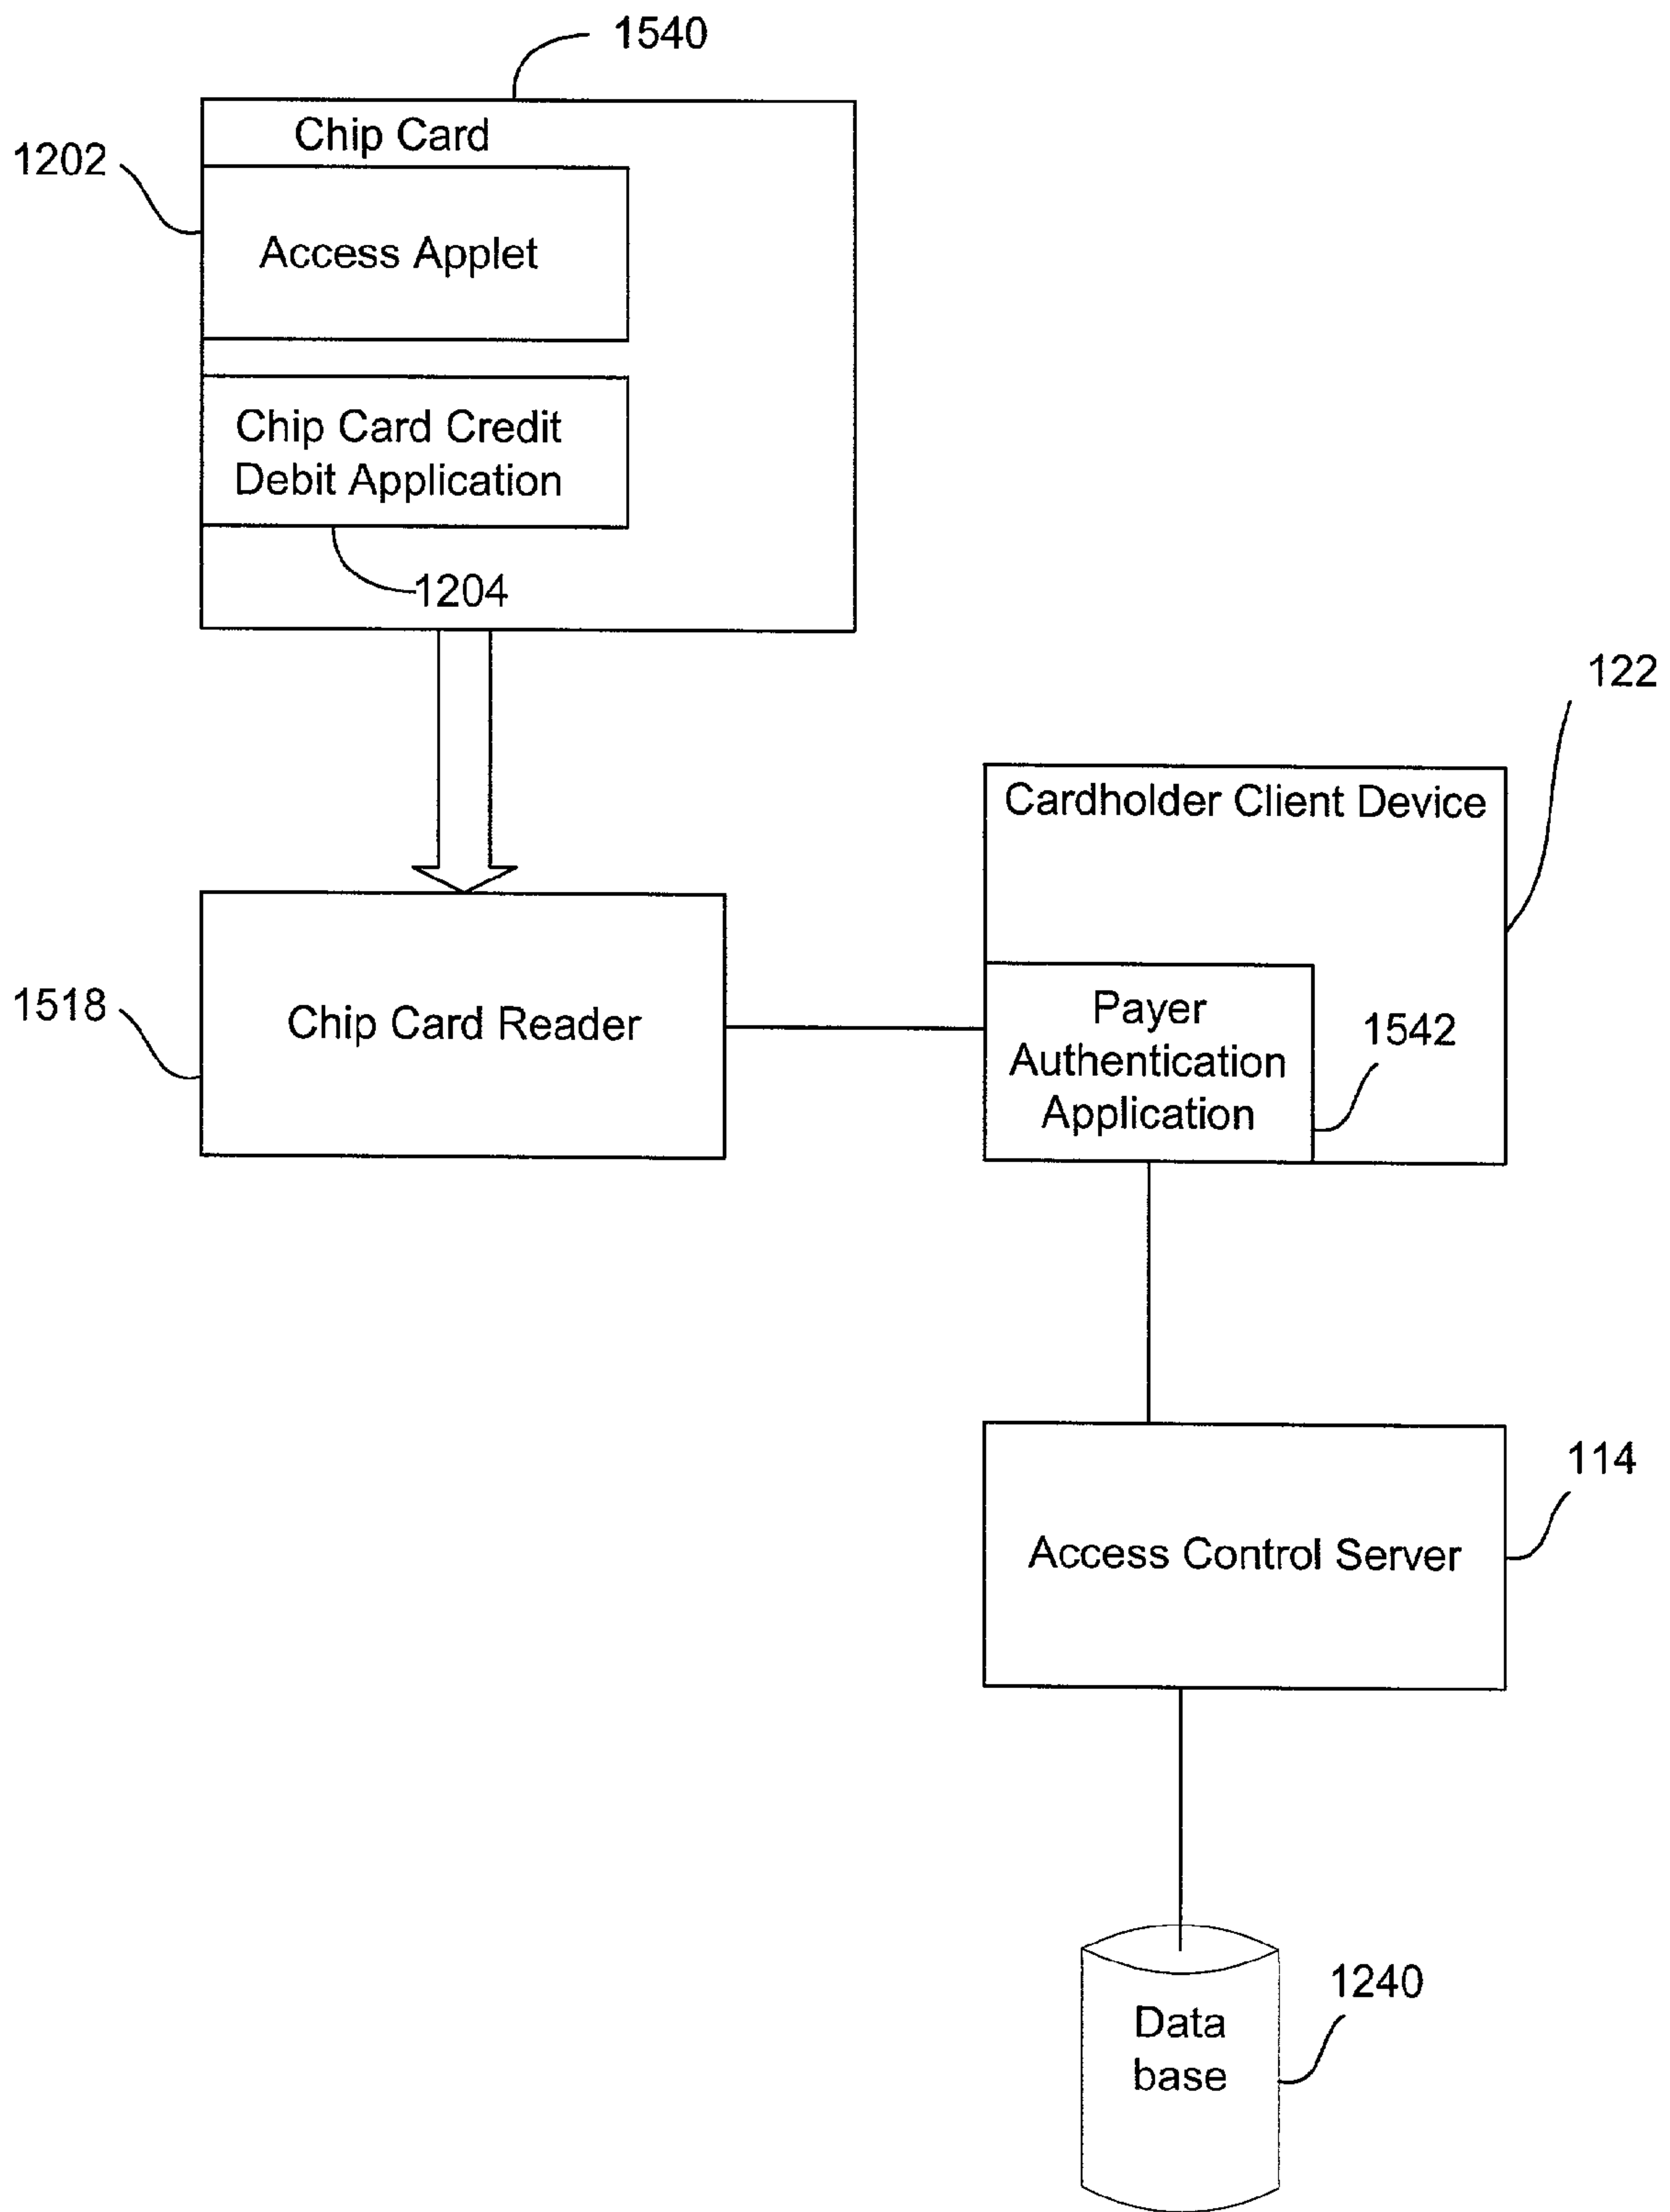 1540
Chip Card
1202
Access Applet
Chip Card Credit
Debit Application
1204
122
Cardholder Client Device
1518
Chip Card Reader
Payer
Authentication
Application
1542
114
Access Control Server
1240
Data
base